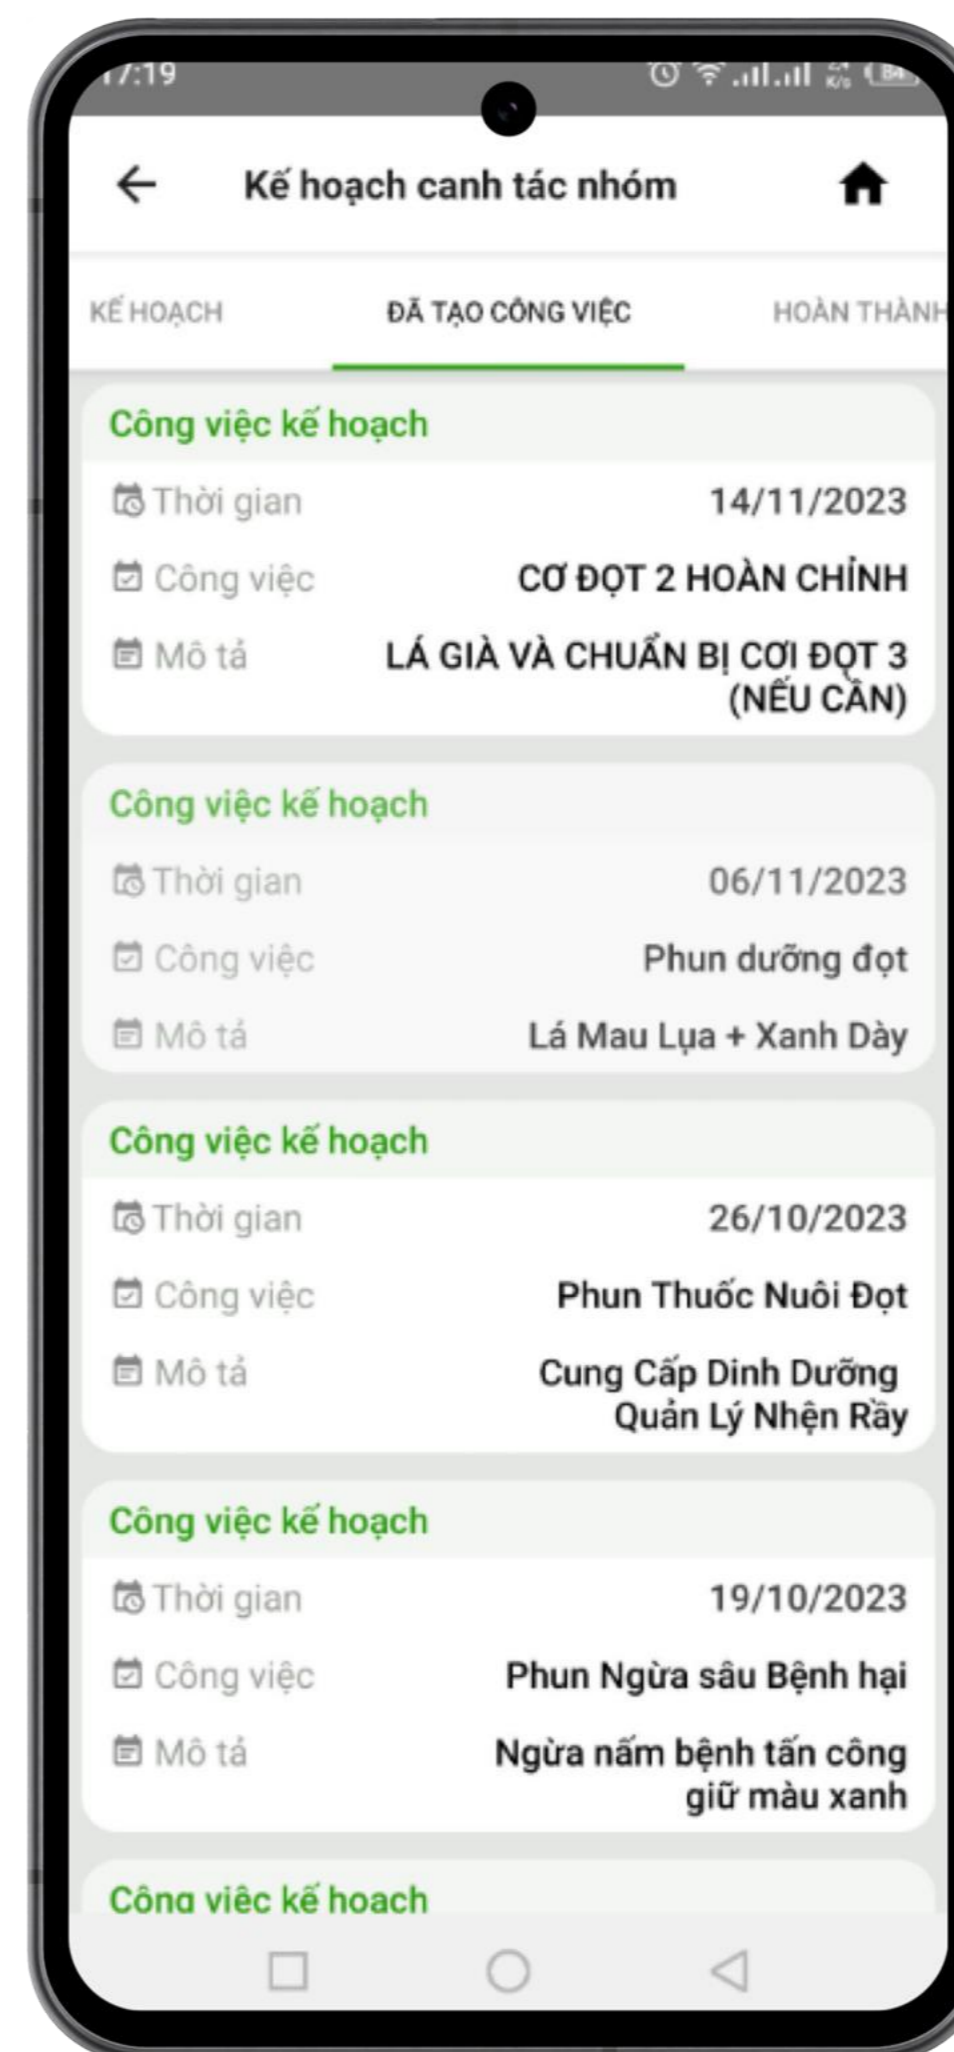 17:19
K/s 84
Kế hoạch canh tác nhóm
KẾ HOẠCH ĐÃ TẠO CÔNG VIỆC HOÀN THÀNH
Công việc kế hoạch
Thời gian 14/11/2023
Công việc CƠ ĐỌT 2 HOÀN CHỈNH
Mô tả LÁ GIÀ VÀ CHUẨN BỊ CƠI ĐỌT 3
(NẾU CẦN)
Công việc kế hoạch
Thời gian 06/11/2023
Công việc Phun dưỡng đọt
Mô tả Lá Mau Lụa + Xanh Dày
Công việc kế hoạch
Thời gian 26/10/2023
Công việc Phun Thuốc Nuôi Đọt
Mô tả Cung Cấp Dinh Dưỡng
Quản Lý Nhện Rầy
Công việc kế hoạch
Thời gian 19/10/2023
Công việc Phun Ngừa sâu Bệnh hại
Mô tả Ngừa nấm bệnh tấn công
giữ màu xanh
Công việc kế hoạch